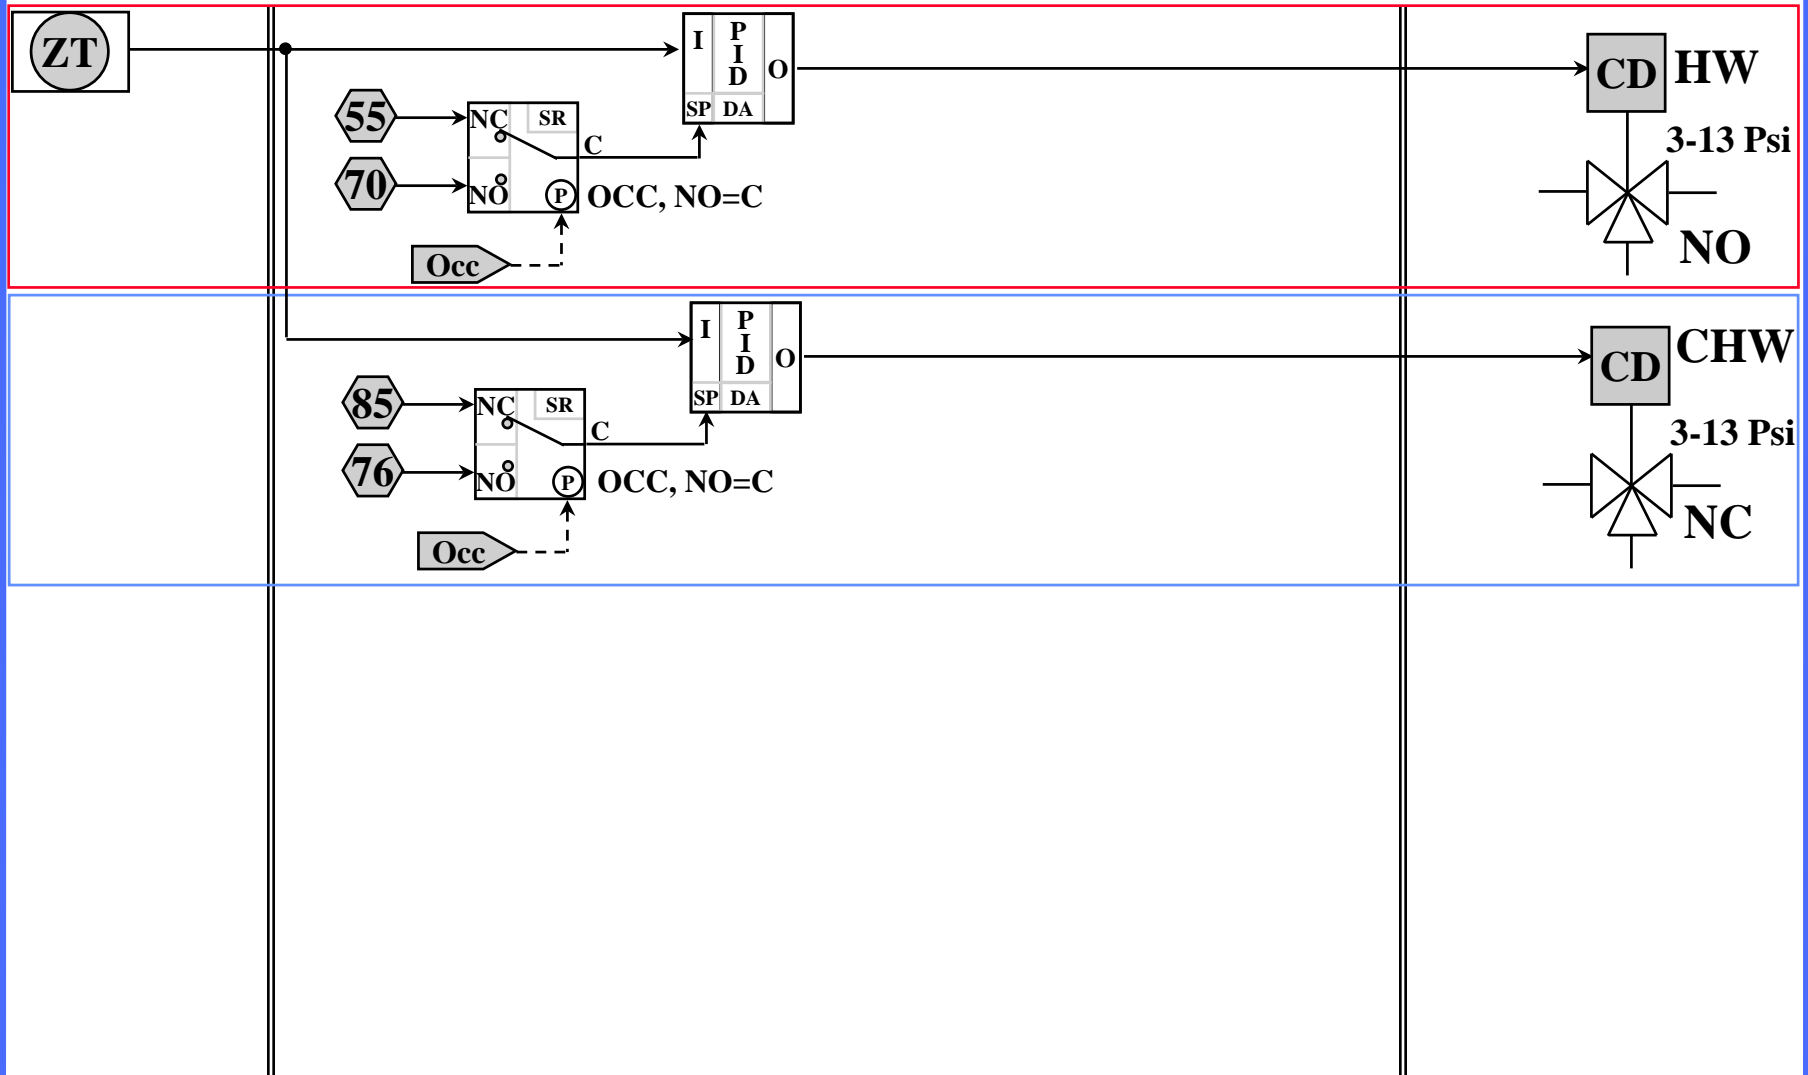 ZT
I
P
I
D
O
SP
DA
CD
HW
3-13 Psi
NO
55
70
NC
SR
C
NO
P
OCC, NO=C
Occ
I
P
I
D
O
SP
DA
CD
CHW
3-13 Psi
NC
85
76
NC
SR
C
NO
P
OCC, NO=C
Occ